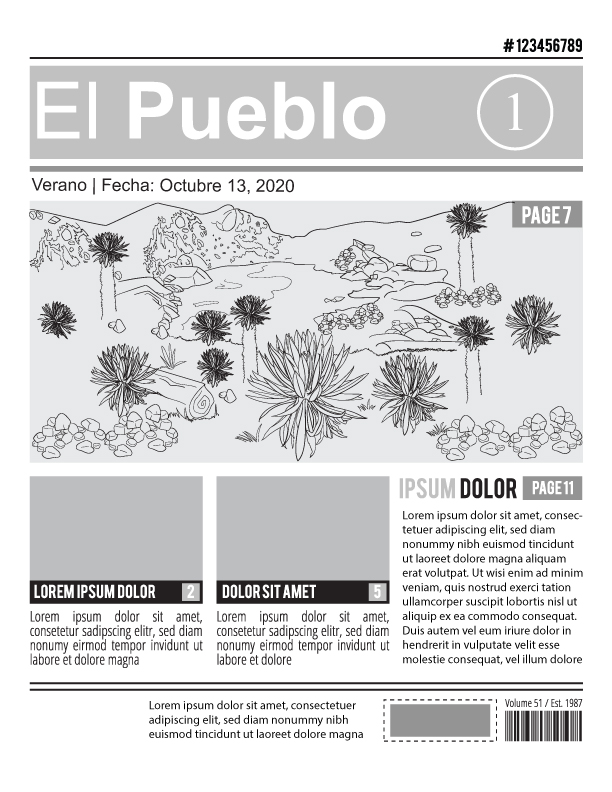 #123456789
El Pueblo
1
Verano | Fecha: Octubre 13, 2020
PAGE 7
LOREM IPSUM DOLOR 2
Lorem ipsum dolor sit amet,
consetetur sadipscing elitr, sed diam
nonumy eirmod tempor invidunt ut
labore et dolore magna
DOLOR SIT AMET 5
Lorem ipsum dolor sit amet,
consetetur sadipscing elitr, sed diam
nonumy eirmod tempor invidunt ut
labore et dolore
IPSUM DOLOR PAGE 11
Lorem ipsum dolor sit amet, consec-
tetuer adipiscing elit, sed diam
nonummy nibh euismod tincidunt
ut laoreet dolore magna aliquam
erat volutpat. Ut wisi enim ad minim
veniam, quis nostrud exerci tation
ullamcorper suscipit lobortis nisl ut
aliquip ex ea commodo consequat.
Duis autem vel eum iriure dolor in
hendrerit in vulputate velit esse
molestie consequat, vel illum dolore
Lorem ipsum dolor sit amet, consectetuer
adipiscing elit, sed diam nonummy nibh
euismod tincidunt ut laoreet dolore magna
Volume 51 / Est. 1987